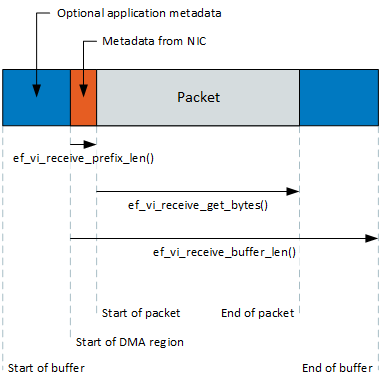 Optional application metadata
Metadata from NIC
Packet
ef_vi_receive_prefix_len()
ef_vi_receive_get_bytes()
ef_vi_receive_buffer_len()
Start of packet
End of packet
Start of DMA region
Start of buffer
End of buffer